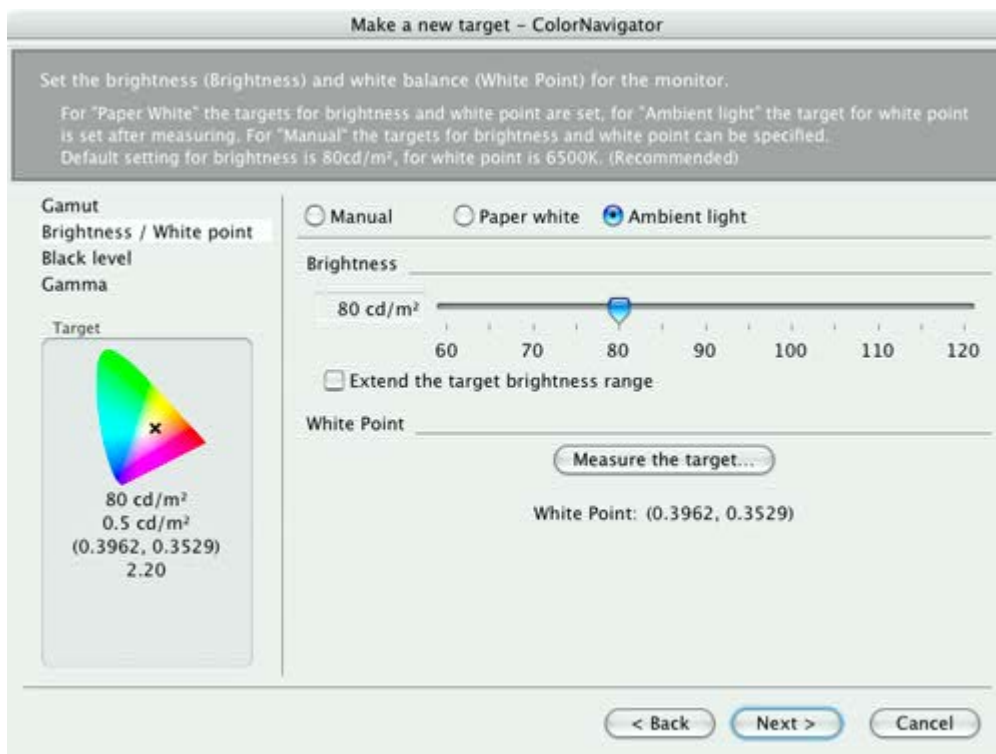 Make a new target – ColorNavigator
Set the brightness (Brightness) and white balance (White Point) for the monitor.
For "Paper White" the targets for brightness and white point are set, for "Ambient light" the target for white point
is set after measuring. For "Manual" the targets for brightness and white point can be specified.
Default setting for brightness is 80cd/m², for white point is 6500K. (Recommended)
Gamut
Brightness / White point
Black level
Gamma
Target
80 cd/m²
0.5 cd/m²
(0.3962, 0.3529)
2.20
Manual Paper white Ambient light
Brightness
80 cd/m²
60 70 80 90 100 110 120
Extend the target brightness range
White Point
Measure the target...
White Point: (0.3962, 0.3529)
< Back Next > Cancel